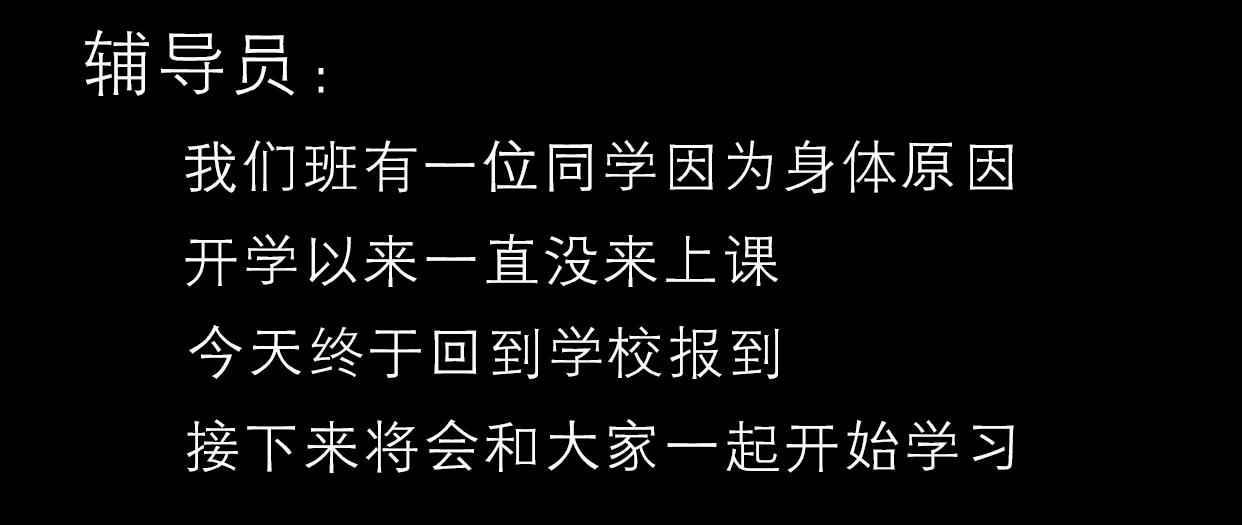 辅导员：
我们班有一位同学因为身体原因
开学以来一直没来上课
今天终于回到学校报到
接下来将会和大家一起开始学习